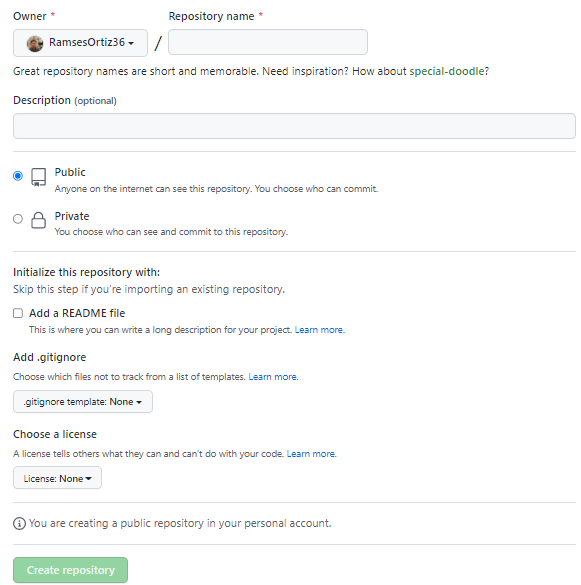 Owner *
Repository name *
RamsesOrtiz36
/
Great repository names are short and memorable. Need inspiration? How about special-doodle?
Description (optional)
Public
Anyone on the internet can see this repository. You choose who can commit.
Private
You choose who can see and commit to this repository.
Initialize this repository with:
Skip this step if you're importing an existing repository.
Add a README file
This is where you can write a long description for your project. Learn more.
Add .gitignore
Choose which files not to track from a list of templates. Learn more.
.gitignore template: None
Choose a license
A license tells others what they can and can't do with your code. Learn more.
License: None
You are creating a public repository in your personal account.
Create repository